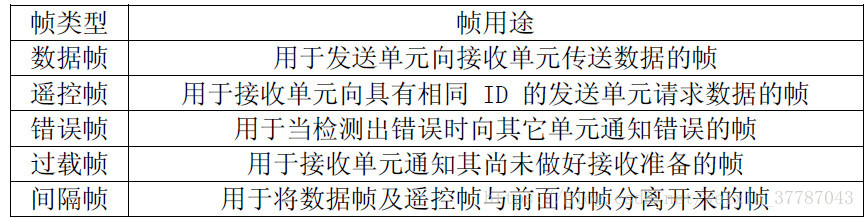 帧类型 帧用途
数据帧 用于发送单元向接收单元传送数据的帧
遥控帧 用于接收单元向具有相同 ID 的发送单元请求数据的帧
错误帧 用于当检测出错误时向其它单元通知错误的帧
过载帧 用于接收单元通知其尚未做好接收准备的帧
间隔帧 用于将数据帧及遥控帧与前面的帧分离开来的帧
37787043